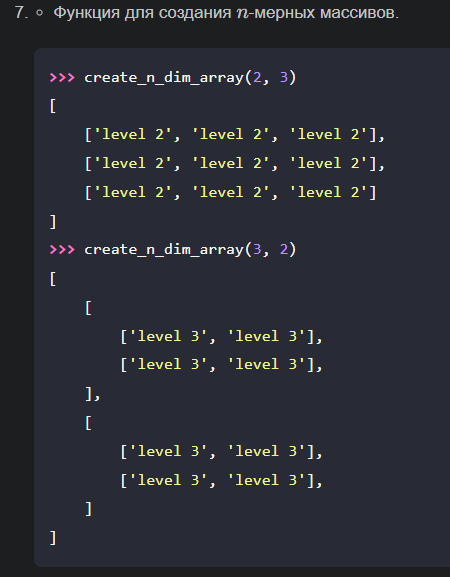 7. ○ Функция для создания n-мерных массивов.
>>> create_n_dim_array(2, 3)
[
    ['level 2', 'level 2', 'level 2'],
    ['level 2', 'level 2', 'level 2'],
    ['level 2', 'level 2', 'level 2']
]
>>> create_n_dim_array(3, 2)
[
    [
        ['level 3', 'level 3'],
        ['level 3', 'level 3'],
    ],
    [
        ['level 3', 'level 3'],
        ['level 3', 'level 3'],
    ]
]